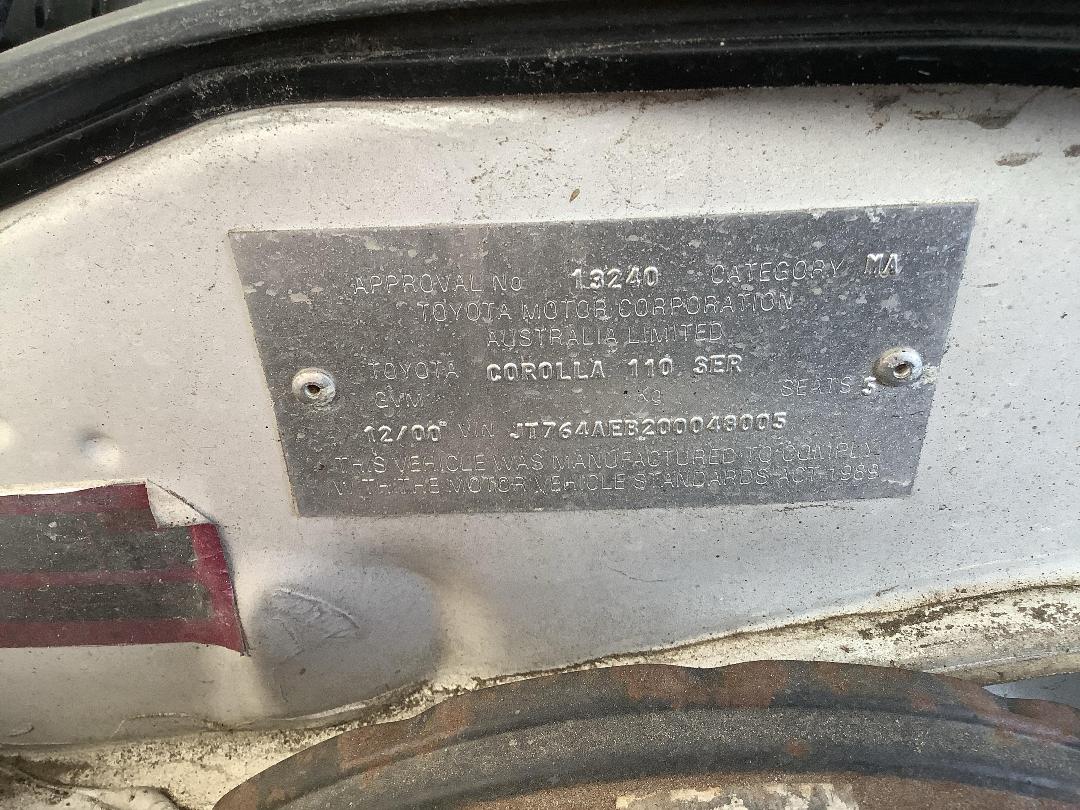 APPROVAL No 13240 CATEGORY MA
TOYOTA MOTOR CORPORATION
AUSTRALIA LIMITED
TOYOTA COROLLA 110 SER
GVM KG SEATS 5
12/00 VIN JT764AEB200048005
THIS VEHICLE WAS MANUFACTURED TO COMPLY
WITH THE MOTOR VEHICLE STANDARDS ACT 1989